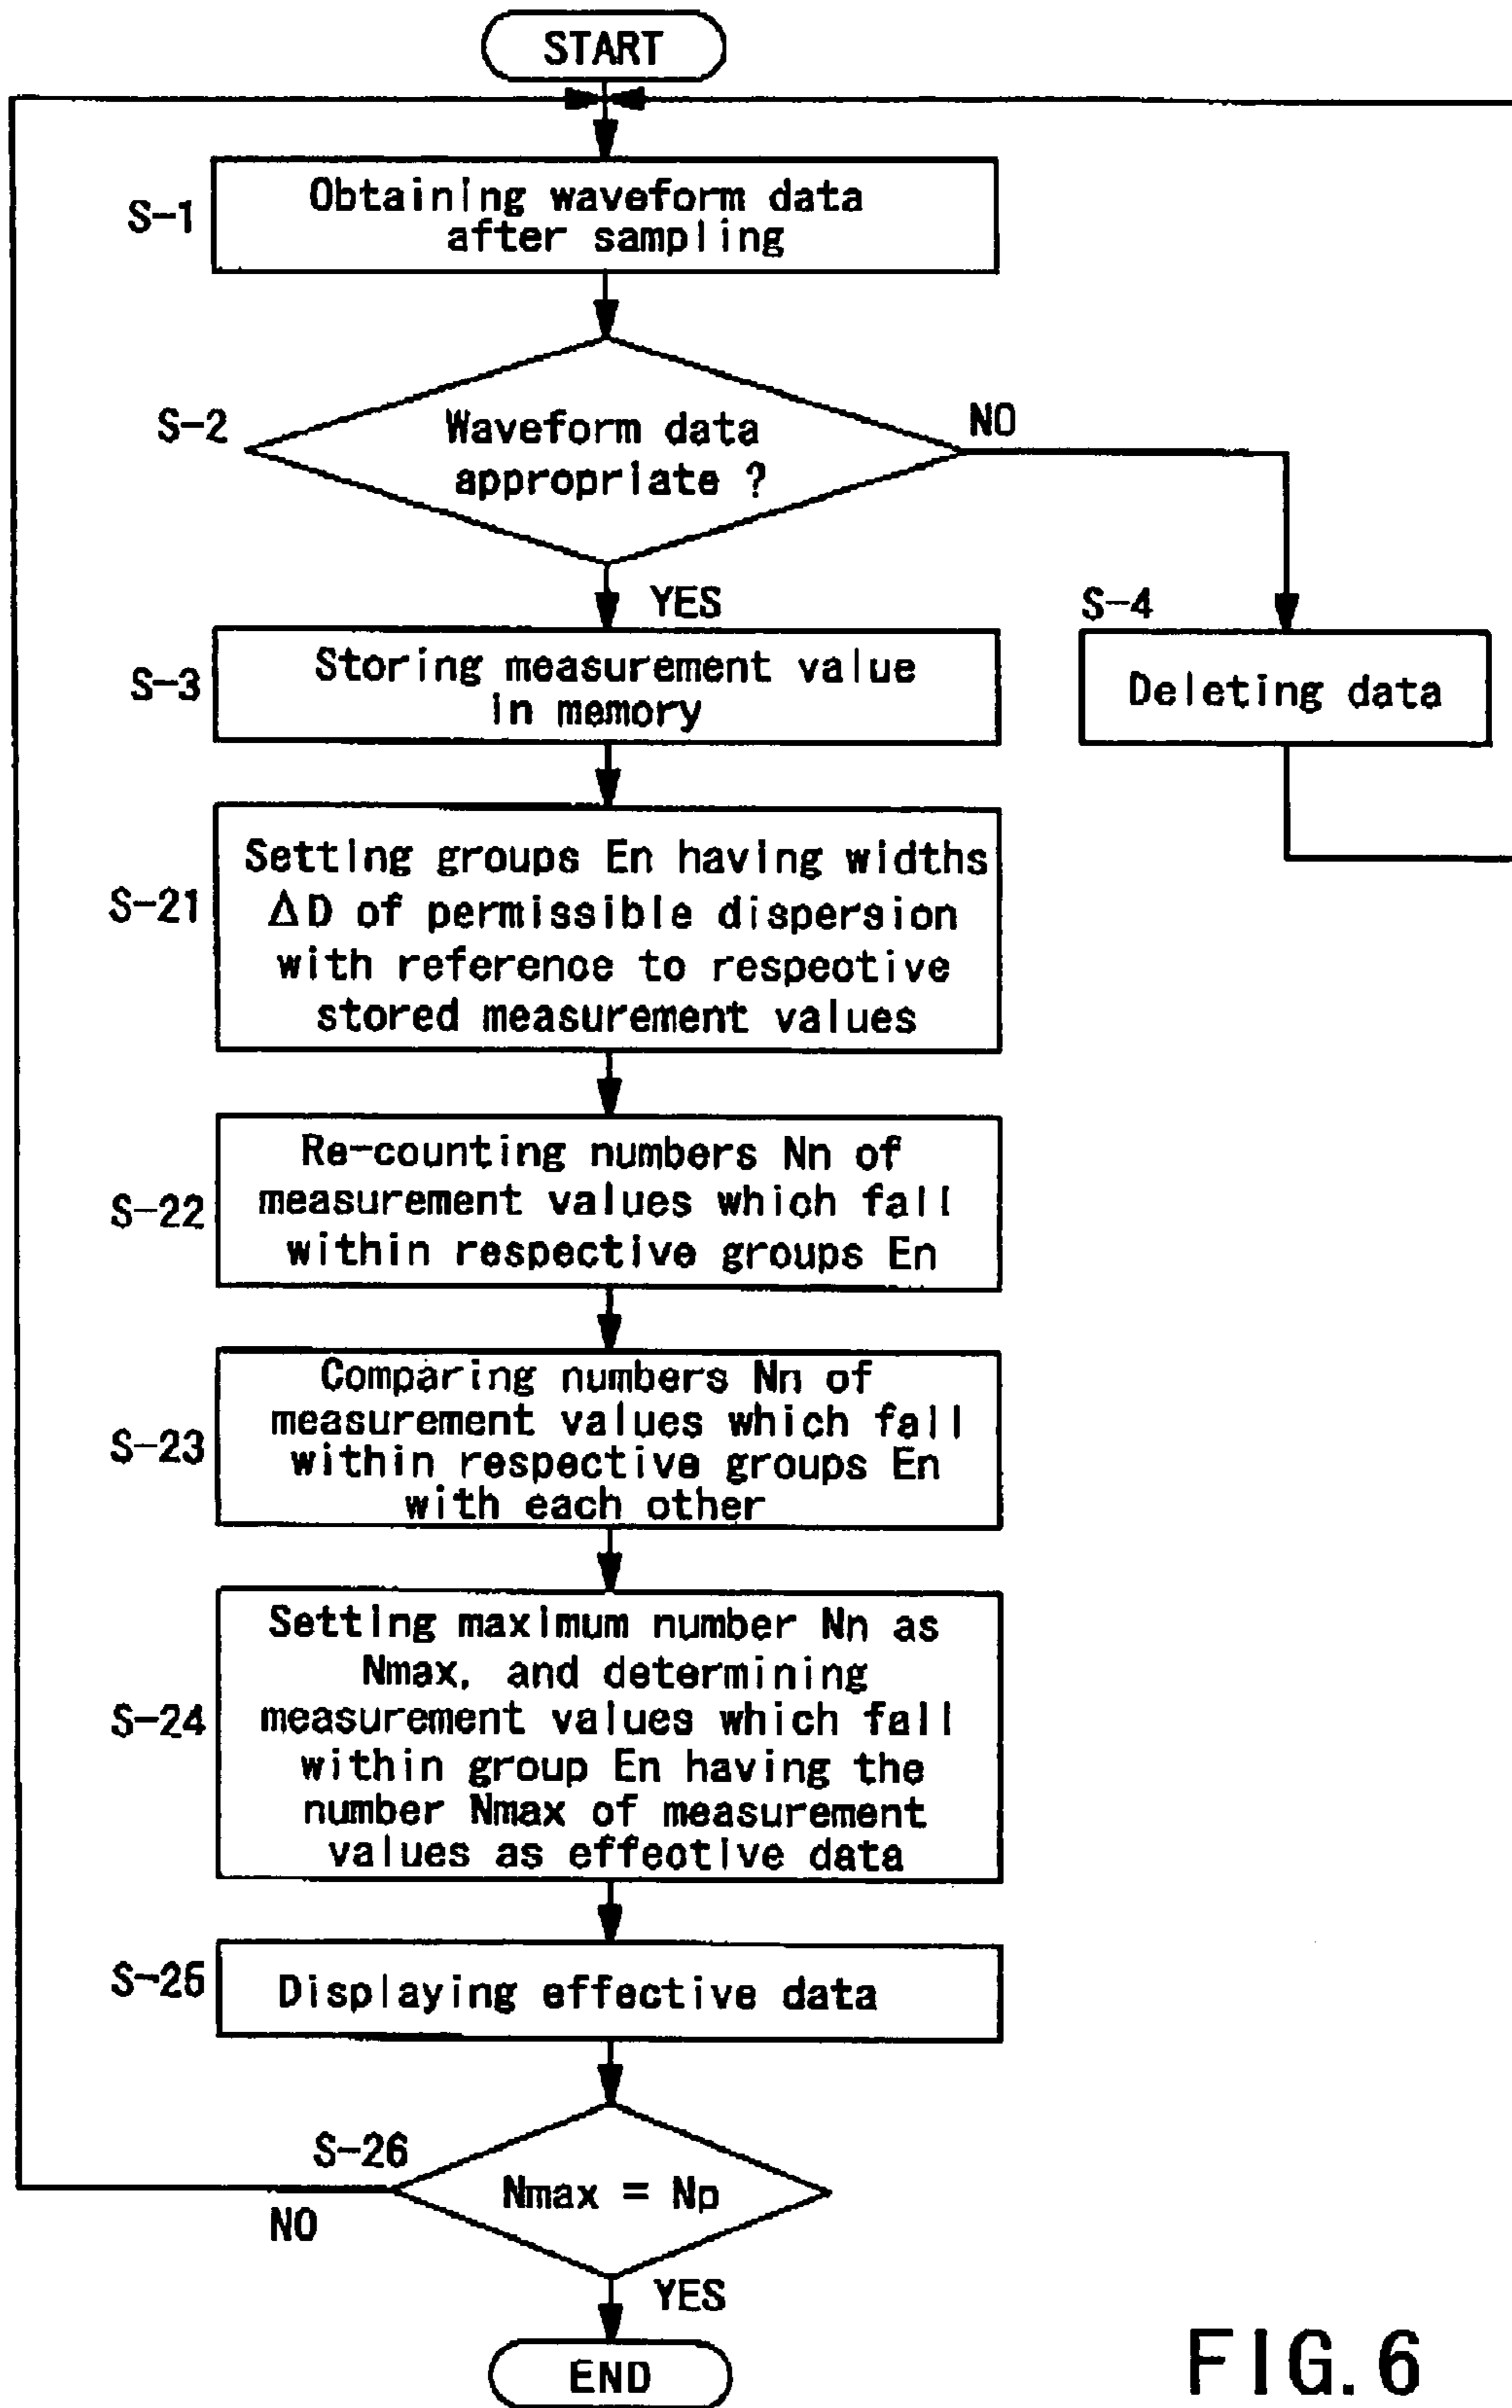 START
S-1
Obtaining waveform data
after sampling
S-2
Waveform data
appropriate ?
NO
YES
S-3
Storing measurement value
in memory
S-4
Deleting data
S-21
Setting groups En having widths
ΔD of permissible dispersion
with reference to respective
stored measurement values
S-22
Re-counting numbers Nn of
measurement values which fall
within respective groups En
S-23
Comparing numbers Nn of
measurement values which fall
within respective groups En
with each other
S-24
Setting maximum number Nn as
Nmax, and determining
measurement values which fall
within group En having the
number Nmax of measurement
values as effective data
S-25
Displaying effective data
S-26
Nmax = Np
NO
YES
END
FIG. 6